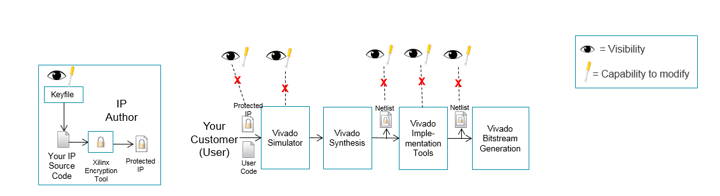 = Visibility
= Capability to modify
Keyfile
IP
Author
Your IP
Source
Code
Xilinx
Encryption
Tool
Protected
IP
Your
Customer
(User)
Protected
IP
User
Code
X
Vivado
Simulator
X
Vivado
Synthesis
X
Netlist
Vivado
Imple-
mentation
Tools
X
X
Netlist
Vivado
Bitstream
Generation